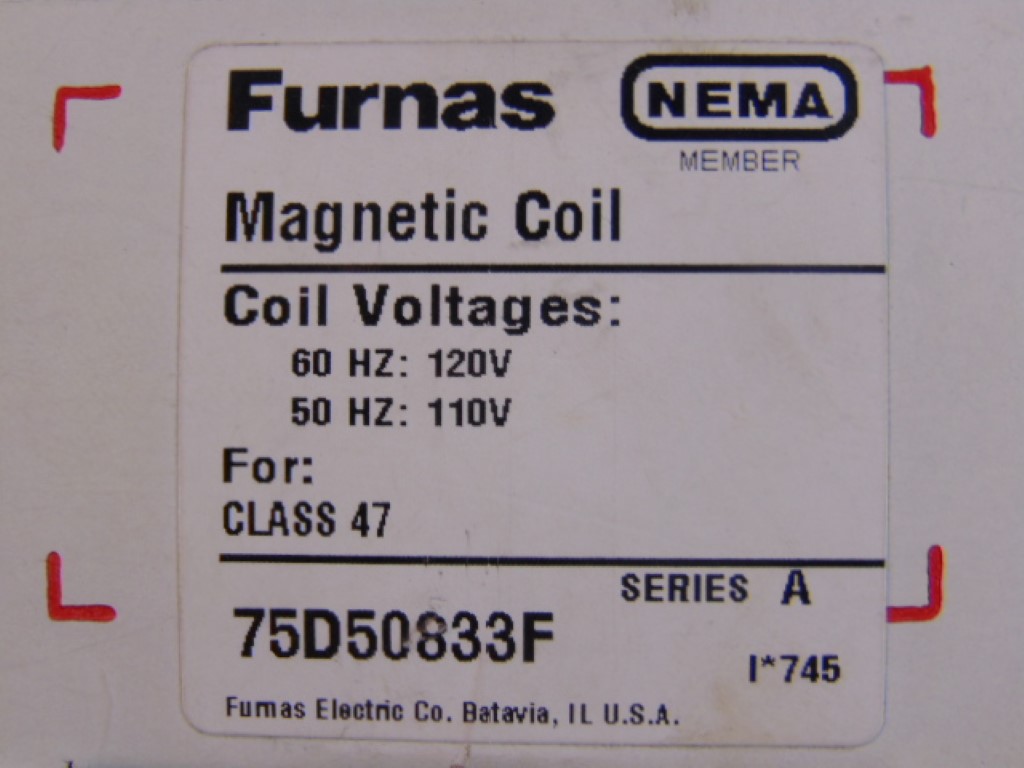 Furnas
NEMA
MEMBER
Magnetic Coil
Coil Voltages:
60 HZ: 120V
50 HZ: 110V
For:
CLASS 47
SERIES A
75D50833F
I*745
Furnas Electric Co. Batavia, IL U.S.A.